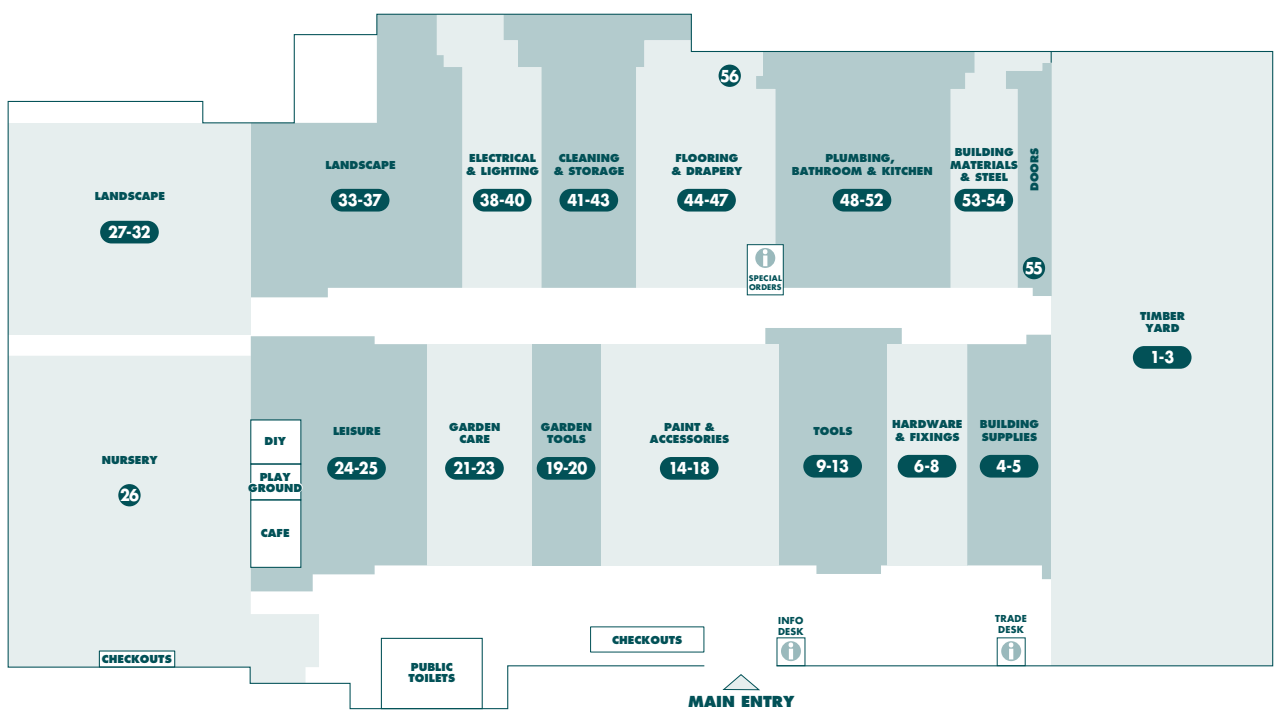 56
LANDSCAPE
33-37
ELECTRICAL
& LIGHTING
38-40
CLEANING
& STORAGE
41-43
FLOORING
& DRAPERY
44-47
PLUMBING,
BATHROOM & KITCHEN
48-52
BUILDING
MATERIALS
& STEEL
53-54
DOORS
55
LANDSCAPE
27-32
SPECIAL
ORDERS
TIMBER
YARD
1-3
NURSERY
26
DIY
PLAY
GROUND
CAFE
LEISURE
24-25
GARDEN
CARE
21-23
GARDEN
TOOLS
19-20
PAINT &
ACCESSORIES
14-18
TOOLS
9-13
HARDWARE
& FIXINGS
6-8
BUILDING
SUPPLIES
4-5
CHECKOUTS
PUBLIC
TOILETS
CHECKOUTS
INFO
DESK
TRADE
DESK
MAIN ENTRY